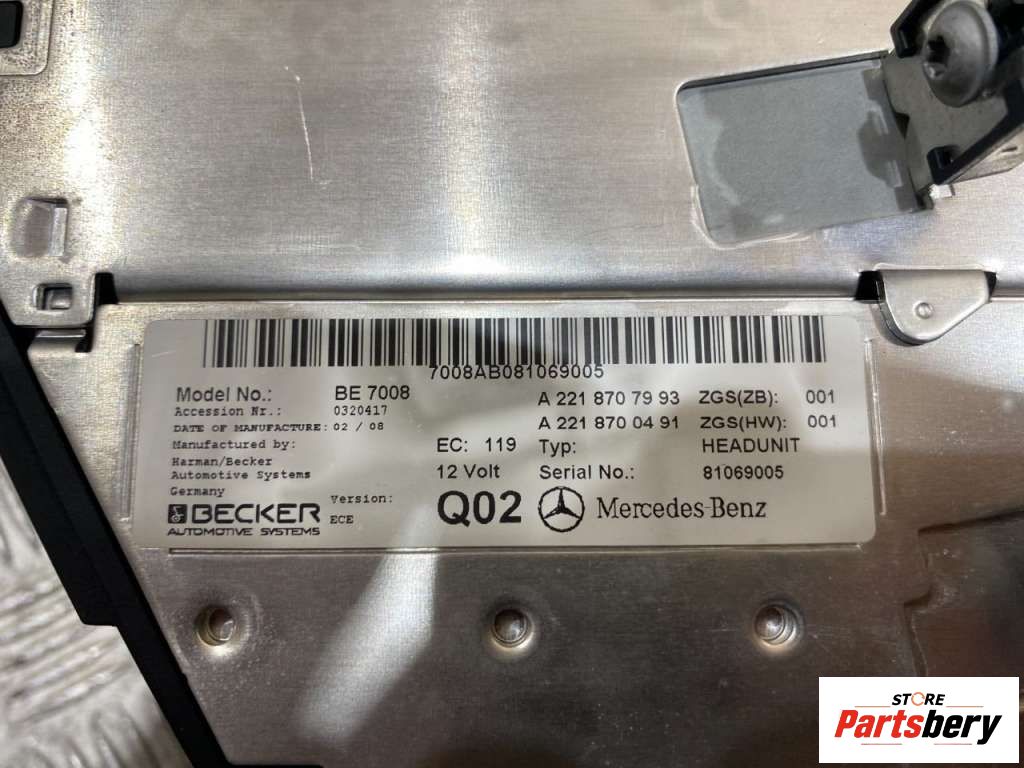 7008AB081069005
Model No.: BE 7008 A 221 870 79 93 ZGS(ZB): 001
Accession Nr.: 0320417
DATE OF MANUFACTURE: 02 / 08 A 221 870 04 91 ZGS(HW): 001
Manufactured by: EC: 119 Typ: HEADUNIT
Harman/Becker
Automotive Systems 12 Volt Serial No.: 81069005
Germany
Version: Q02 Mercedes-Benz
BECKER ECE
AUTOMOTIVE SYSTEMS
STORE
Partsbery